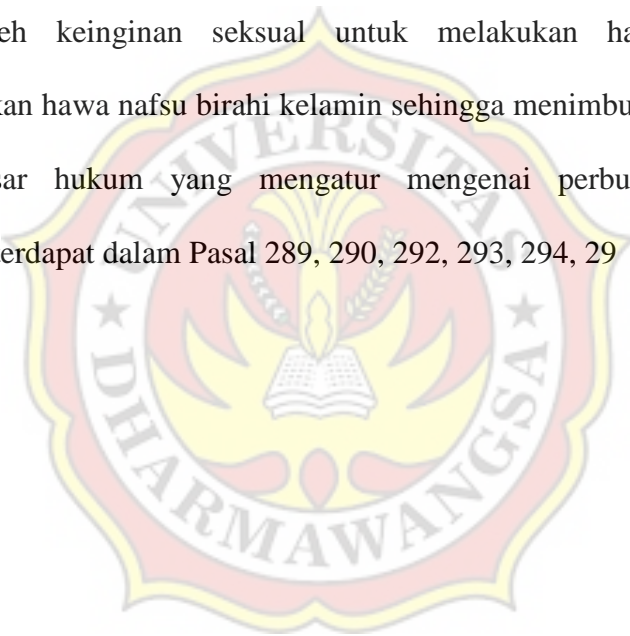 eh keinginan seksual untuk melakukan ha
kan hawa nafsu birahi kelamin sehingga menimbu
sar hukum yang mengatur mengenai perbu
erdapat dalam Pasal 289, 290, 292, 293, 294, 29
UNIVERSITAS
DHARMAWANGSA